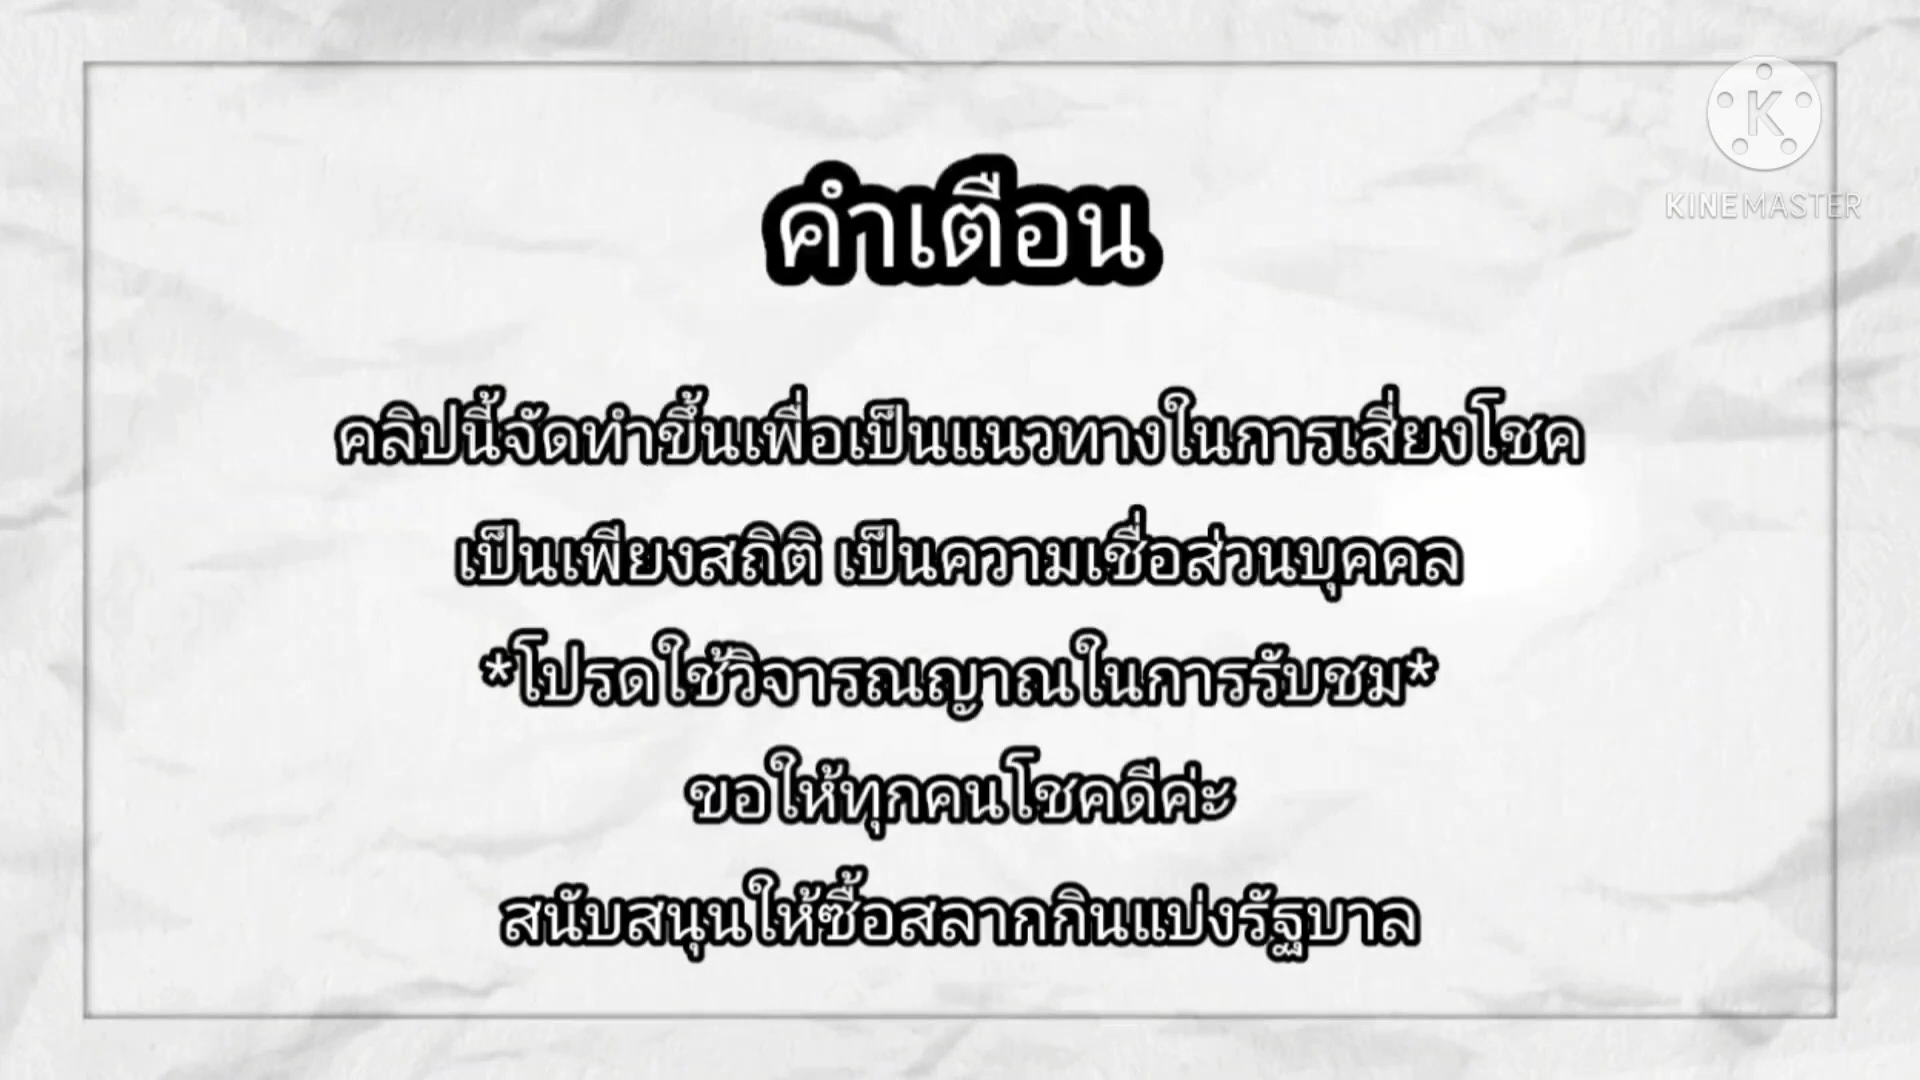 K
KINEMASTER
คำเตือน
คลิปนี้จัดทำขึ้นเพื่อเป็นแนวทางในการเสี่ยงโชค
เป็นเพียงสถิติ เป็นความเชื่อส่วนบุคคล
*โปรดใช้วิจารณญาณในการรับชม*
ขอให้ทุกคนโชคดีค่ะ
สนับสนุนให้ซื้อสลากกินแบ่งรัฐบาล